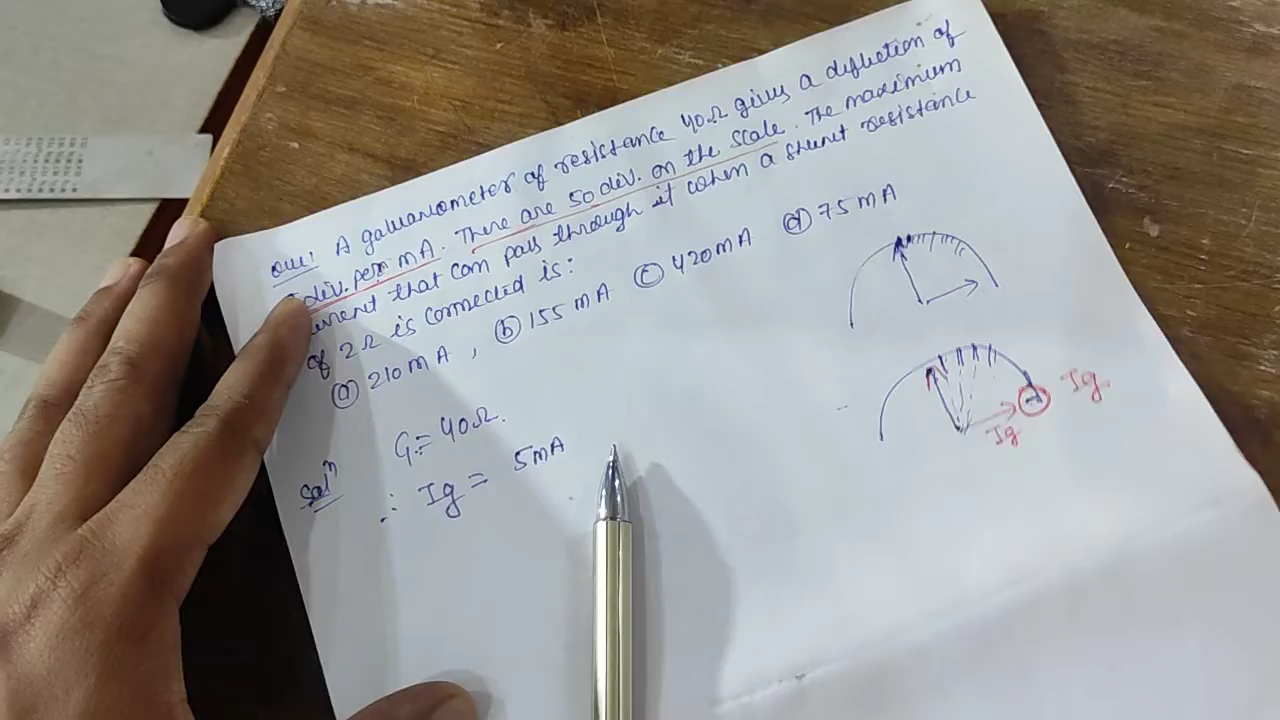 Que: A galvanometer of resistance 40Ω gives a deflection of
div. per mA. There are 50 div. on the scale. The maximum
current that can pass through it when a shunt resistance
of 2Ω is connected is:
(a) 210 mA , (b) 155 mA (c) 420 mA (d) 75 mA
Solⁿ G = 40Ω.
∴ Ig = 5mA
Ig
Ig